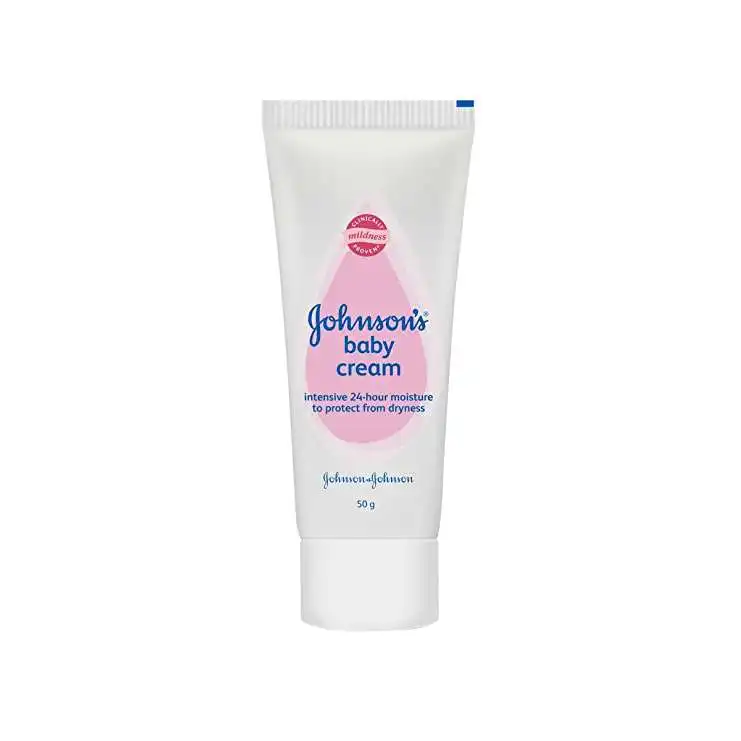 CLINICALLY
mildness
PROVEN*
Johnson's®
baby
cream
intensive 24-hour moisture
to protect from dryness
Johnson&Johnson
50 g